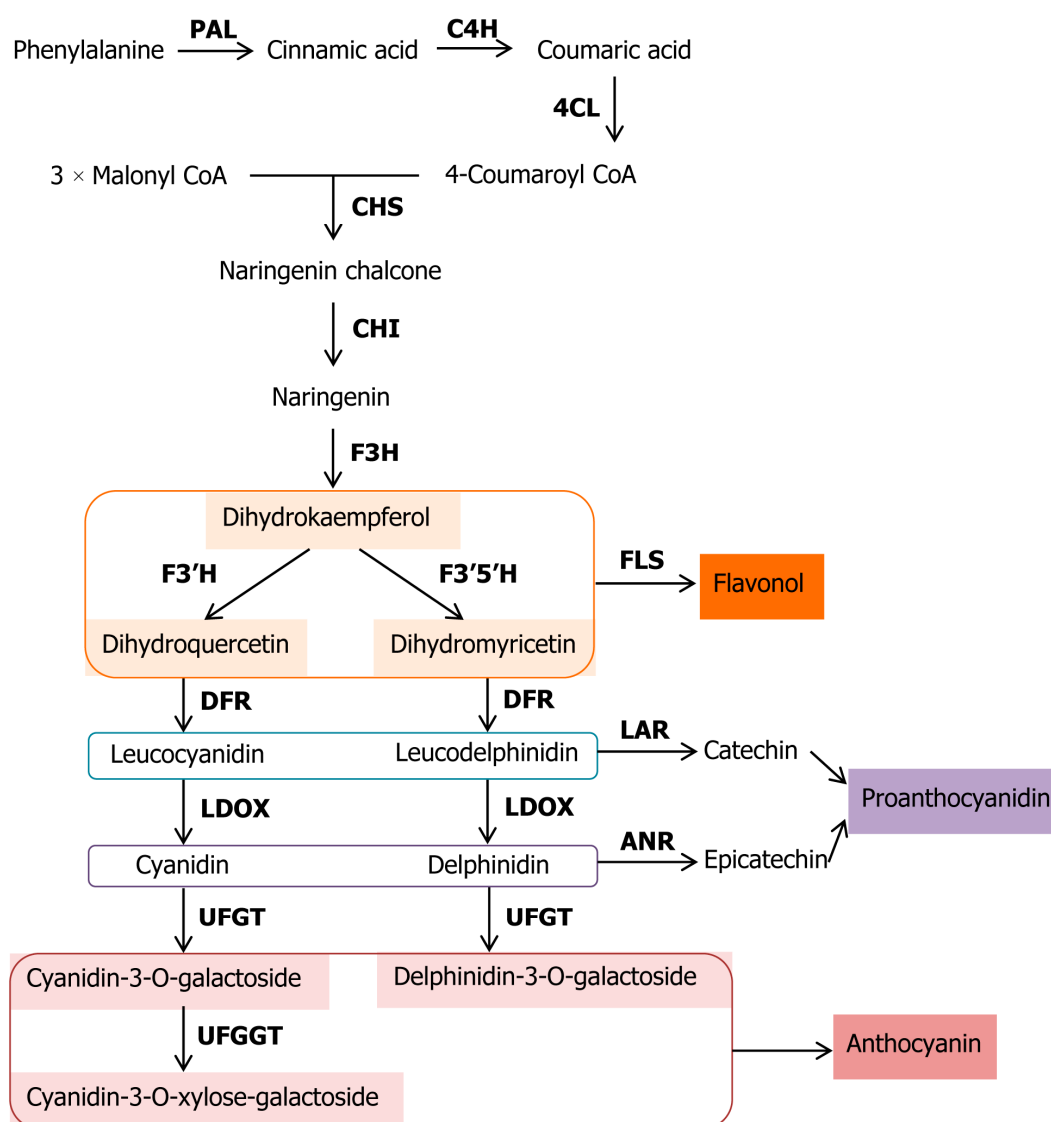 PAL C4H
Phenylalanine Cinnamic acid Coumaric acid
4CL
3 × Malonyl CoA 4-Coumaroyl CoA
CHS
Naringenin chalcone
CHI
Naringenin
F3H
Dihydrokaempferol
F3'H F3'5'H FLS
Flavonol
Dihydroquercetin Dihydromyricetin
DFR DFR
LAR
Leucocyanidin Leucodelphinidin Catechin
Proanthocyanidin
LDOX LDOX
ANR
Cyanidin Delphinidin Epicatechin
UFGT UFGT
Cyanidin-3-O-galactoside Delphinidin-3-O-galactoside
UFGGT
Anthocyanin
Cyanidin-3-O-xylose-galactoside